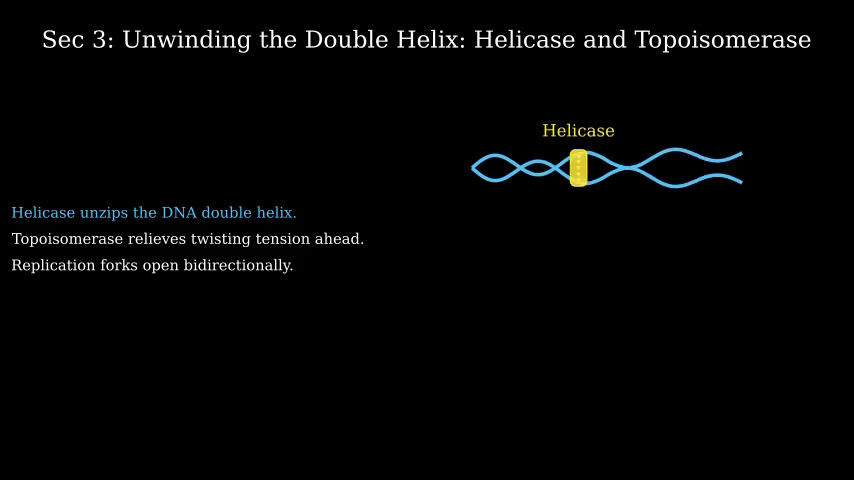 Sec 3: Unwinding the Double Helix: Helicase and Topoisomerase
Helicase
Helicase unzips the DNA double helix.
Topoisomerase relieves twisting tension ahead.
Replication forks open bidirectionally.